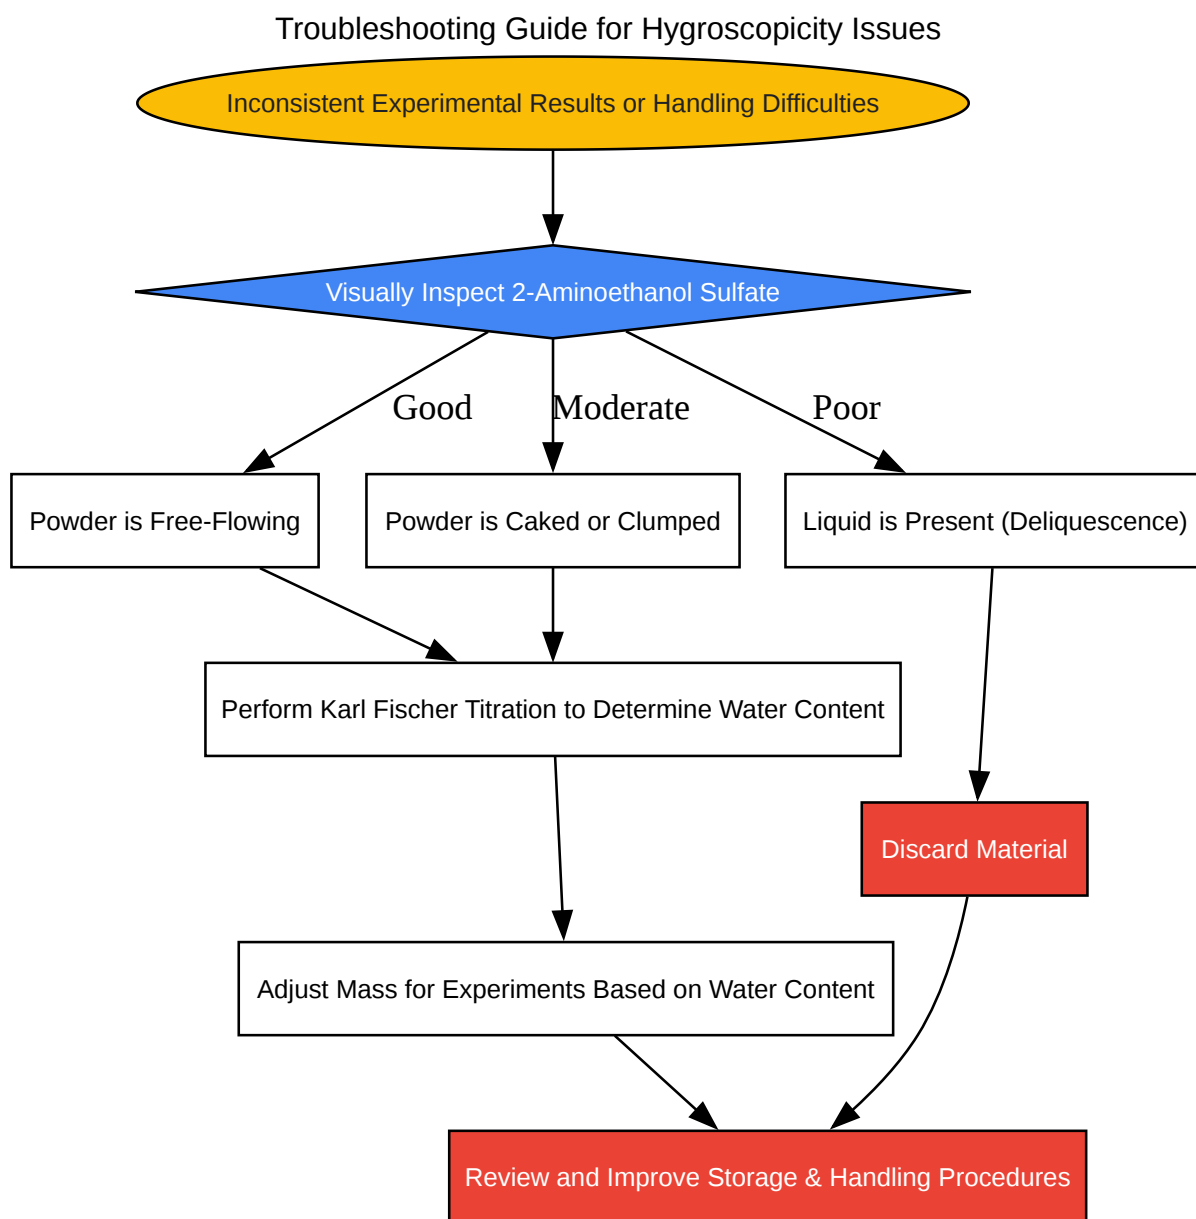 Troubleshooting Guide for Hygroscopicity Issues
Inconsistent Experimental Results or Handling Difficulties
Visually Inspect 2-Aminoethanol Sulfate
Good
Moderate
Poor
Powder is Free-Flowing
Powder is Caked or Clumped
Liquid is Present (Deliquescence)
Perform Karl Fischer Titration to Determine Water Content
Discard Material
Adjust Mass for Experiments Based on Water Content
Review and Improve Storage & Handling Procedures